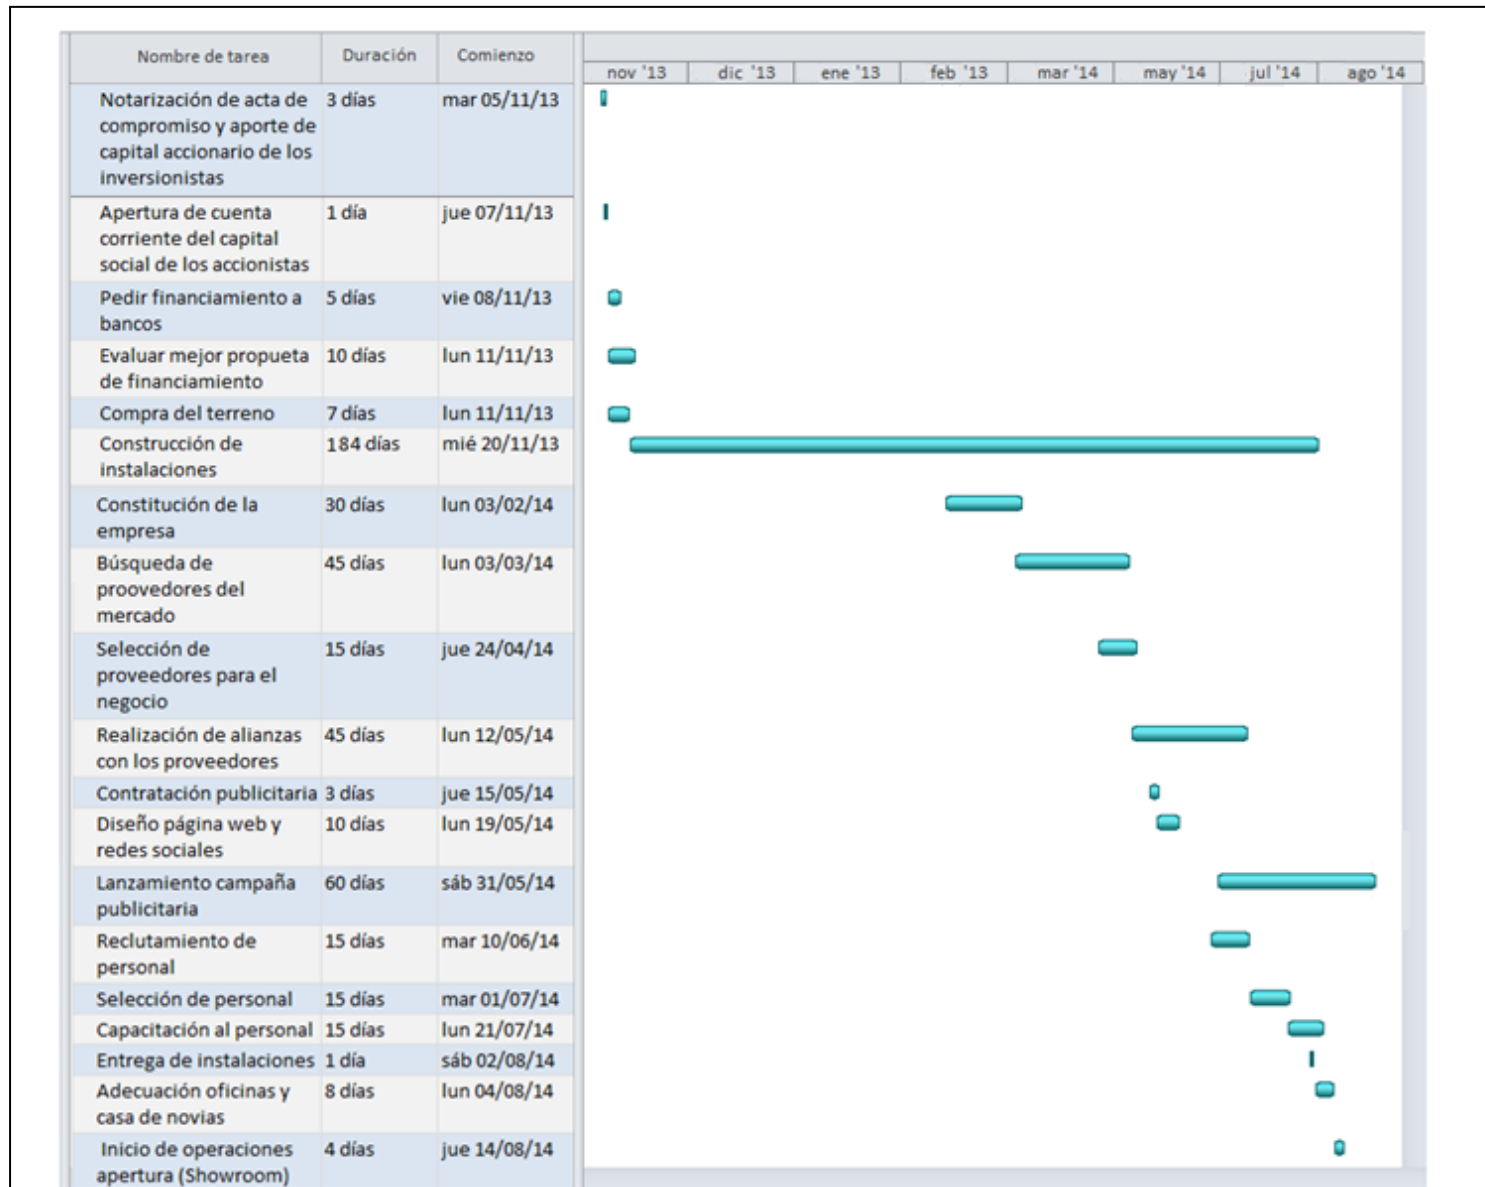 Nombre de tarea Duración Comienzo
nov '13 dic '13 ene '13 feb '13 mar '14 may '14 jul '14 ago '14
Notarización de acta de 3 días mar 05/11/13
compromiso y aporte de
capital accionario de los
inversionistas
Apertura de cuenta 1 día jue 07/11/13
corriente del capital
social de los accionistas
Pedir financiamiento a 5 días vie 08/11/13
bancos
Evaluar mejor propueta 10 días lun 11/11/13
de financiamiento
Compra del terreno 7 días lun 11/11/13
Construcción de 184 días mié 20/11/13
instalaciones
Constitución de la 30 días lun 03/02/14
empresa
Búsqueda de 45 días lun 03/03/14
proovedores del
mercado
Selección de 15 días jue 24/04/14
proveedores para el
negocio
Realización de alianzas 45 días lun 12/05/14
con los proveedores
Contratación publicitaria 3 días jue 15/05/14
Diseño página web y 10 días lun 19/05/14
redes sociales
Lanzamiento campaña 60 días sáb 31/05/14
publicitaria
Reclutamiento de 15 días mar 10/06/14
personal
Selección de personal 15 días mar 01/07/14
Capacitación al personal 15 días lun 21/07/14
Entrega de instalaciones 1 día sáb 02/08/14
Adecuación oficinas y 8 días lun 04/08/14
casa de novias
Inicio de operaciones 4 días jue 14/08/14
apertura (Showroom)